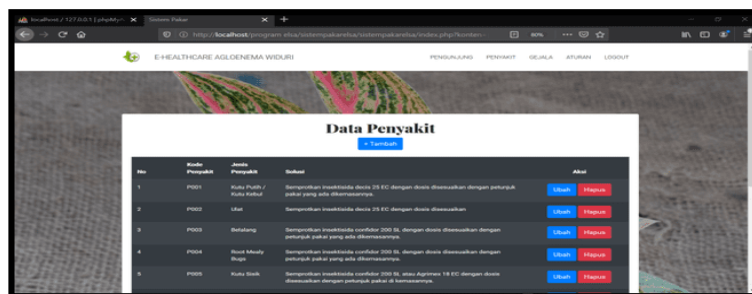 localhost / 127.0.0.1 | phpMy
Sistem Pakar
http://localhost/program elsa/sistempakarelsa/sistempakarelsa/index.php?konten
80%
E-HEALTHCARE AGLOENEMA WIDURI
PENGUNJUNG PENYAKIT GEJALA ATURAN LOGOUT
Data Penyakit
+ Tambah
No Kode Penyakit Jenis Penyakit Solusi Aksi
1 P001 Kutu Putih / Kutu Kebul Semprotkan insektisida decis 25 EC dengan dosis disesuaikan dengan petunjuk pakai yang ada dikemasannya. Ubah Hapus
2 P002 Ulat Semprotkan insektisida decis 25 EC dengan dosis disesuaikan Ubah Hapus
3 P003 Belalang Semprotkan insektisida confidor 200 SL dengan dosis disesuaikan dengan petunjuk pakai yang ada dikemasannya. Ubah Hapus
4 P004 Root Mealy Bugs Semprotkan insektisida confidor 200 SL dengan dosis disesuaikan dengan petunjuk pakai yang ada dikemasannya. Ubah Hapus
5 P005 Kutu Sisik Semprotkan insektisida confidor 200 SL atau Agrimex 18 EC dengan dosis disesuaikan dengan petunjuk pakai di kemasannya. Ubah Hapus